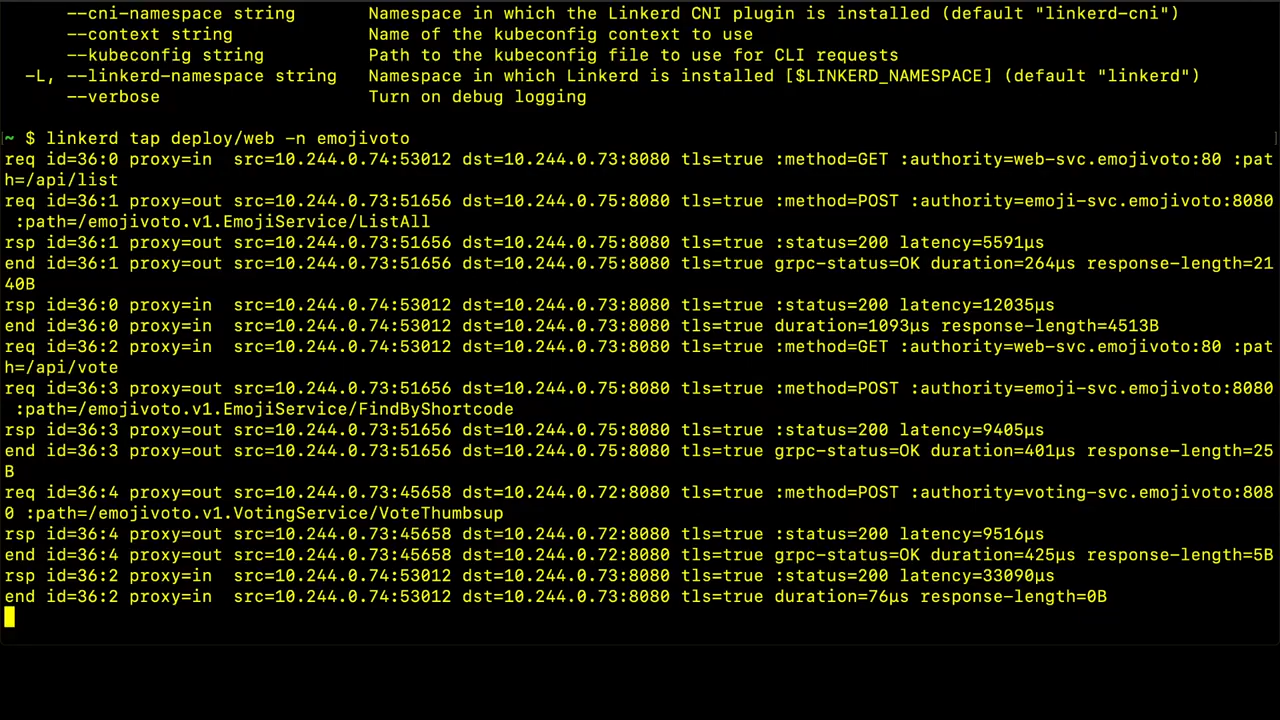 --cni-namespace string       Namespace in which the Linkerd CNI plugin is installed (default "linkerd-cni")
--context string             Name of the kubeconfig context to use
--kubeconfig string          Path to the kubeconfig file to use for CLI requests
-L, --linkerd-namespace string   Namespace in which Linkerd is installed [$LINKERD_NAMESPACE] (default "linkerd")
--verbose                    Turn on debug logging
~ $ linkerd tap deploy/web -n emojivoto
req id=36:0 proxy=in  src=10.244.0.74:53012 dst=10.244.0.73:8080 tls=true :method=GET :authority=web-svc.emojivoto:80 :pat
h=/api/list
req id=36:1 proxy=out src=10.244.0.73:51656 dst=10.244.0.75:8080 tls=true :method=POST :authority=emoji-svc.emojivoto:8080
:path=/emojivoto.v1.EmojiService/ListAll
rsp id=36:1 proxy=out src=10.244.0.73:51656 dst=10.244.0.75:8080 tls=true :status=200 latency=5591µs
end id=36:1 proxy=out src=10.244.0.73:51656 dst=10.244.0.75:8080 tls=true grpc-status=OK duration=264µs response-length=21
40B
rsp id=36:0 proxy=in  src=10.244.0.74:53012 dst=10.244.0.73:8080 tls=true :status=200 latency=12035µs
end id=36:0 proxy=in  src=10.244.0.74:53012 dst=10.244.0.73:8080 tls=true duration=1093µs response-length=4513B
req id=36:2 proxy=in  src=10.244.0.74:53012 dst=10.244.0.73:8080 tls=true :method=GET :authority=web-svc.emojivoto:80 :pat
h=/api/vote
req id=36:3 proxy=out src=10.244.0.73:51656 dst=10.244.0.75:8080 tls=true :method=POST :authority=emoji-svc.emojivoto:8080
:path=/emojivoto.v1.EmojiService/FindByShortcode
rsp id=36:3 proxy=out src=10.244.0.73:51656 dst=10.244.0.75:8080 tls=true :status=200 latency=9405µs
end id=36:3 proxy=out src=10.244.0.73:51656 dst=10.244.0.75:8080 tls=true grpc-status=OK duration=401µs response-length=25
B
req id=36:4 proxy=out src=10.244.0.73:45658 dst=10.244.0.72:8080 tls=true :method=POST :authority=voting-svc.emojivoto:808
0 :path=/emojivoto.v1.VotingService/VoteThumbsup
rsp id=36:4 proxy=out src=10.244.0.73:45658 dst=10.244.0.72:8080 tls=true :status=200 latency=9516µs
end id=36:4 proxy=out src=10.244.0.73:45658 dst=10.244.0.72:8080 tls=true grpc-status=OK duration=425µs response-length=5B
rsp id=36:2 proxy=in  src=10.244.0.74:53012 dst=10.244.0.73:8080 tls=true :status=200 latency=33090µs
end id=36:2 proxy=in  src=10.244.0.74:53012 dst=10.244.0.73:8080 tls=true duration=76µs response-length=0B